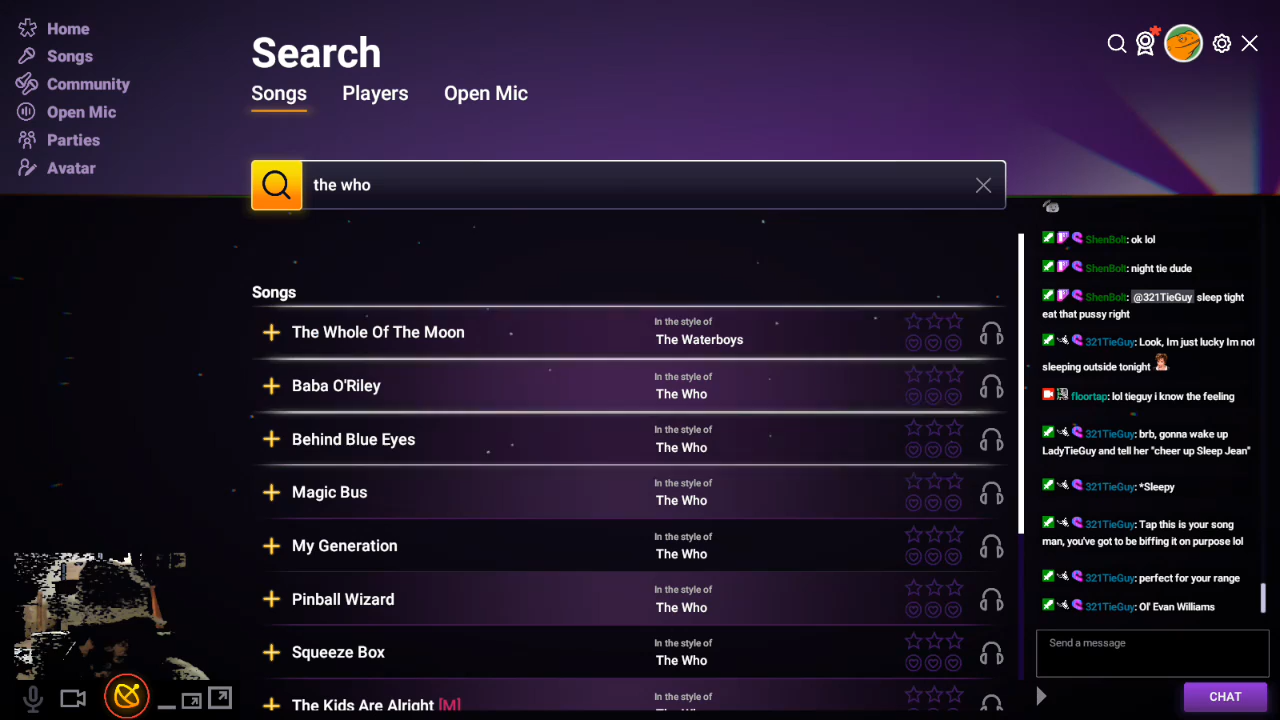 Home
Songs
Community
Open Mic
Parties
Avatar
Search
Songs Players Open Mic
the who
Songs
The Whole Of The Moon
In the style of
The Waterboys
Baba O'Riley
In the style of
The Who
Behind Blue Eyes
In the style of
The Who
Magic Bus
In the style of
The Who
My Generation
In the style of
The Who
Pinball Wizard
In the style of
The Who
Squeeze Box
In the style of
The Who
The Kids Are Alright [M]
In the style of
The Who
ShenBolt: ok lol
ShenBolt: night tie dude
ShenBolt: @321TieGuy sleep tight
eat that pussy right
321TieGuy: Look, Im just lucky Im not
sleeping outside tonight
floortap: lol tieguy i know the feeling
321TieGuy: brb, gonna wake up
LadyTieGuy and tell her "cheer up Sleep Jean"
321TieGuy: *Sleepy
321TieGuy: Tap this is your song
man, you've got to be biffing it on purpose lol
321TieGuy: perfect for your range
321TieGuy: Ol' Evan Williams
Send a message
CHAT